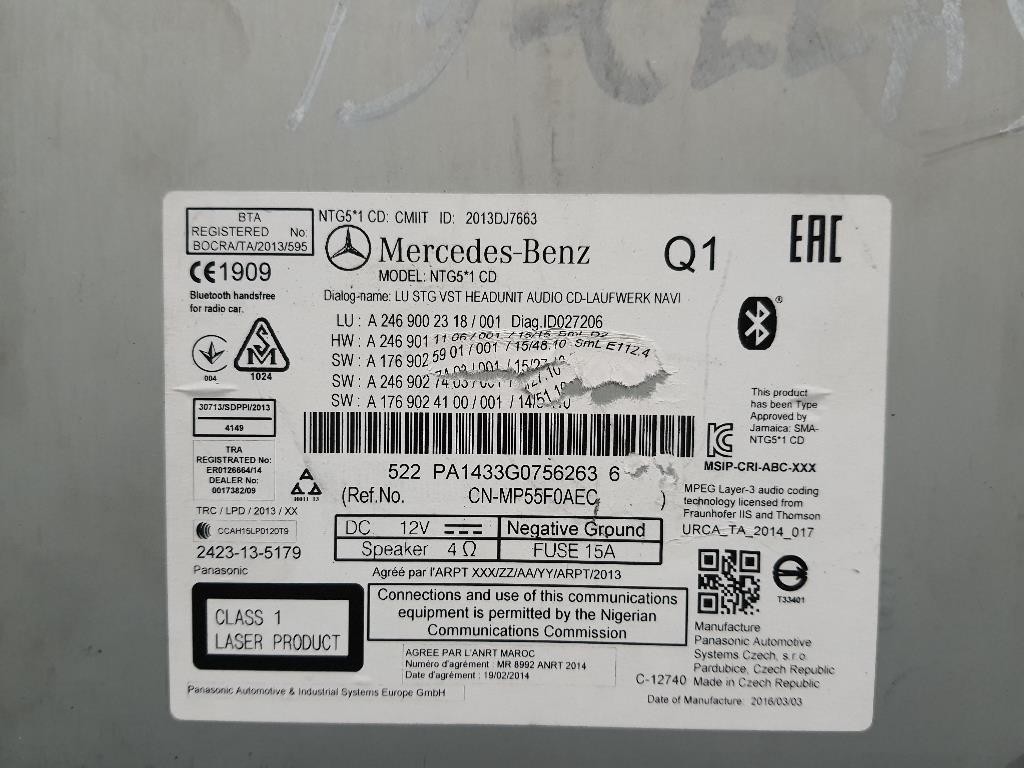 BTA
REGISTERED No:
BOCRA/TA/2013/595
NTG5*1 CD: CMIIT ID: 2013DJ7663
Mercedes-Benz
MODEL: NTG5*1 CD
Q1
EAC
CE1909
Bluetooth handsfree
for radio car.
Dialog-name: LU STG VST HEADUNIT AUDIO CD-LAUFWERK NAVI
LU : A 246 900 23 18 / 001 Diag.ID027206
HW : A 246 901 11 06 / 001
SW : A 176 902 59 01 / 001 / 15/48.10 SmL E112.4
SW : A 246 902 74 03 / 001
SW : A 176 902 41 00 / 001 / 14/51
004
SM
1024
30713/SDPPI/2013
4149
TRA
REGISTRATED No:
ER0126664/14
DEALER No:
0017382/09
TRC / LPD / 2013 / XX
CCAH15LP0120T9
2423-13-5179
Panasonic
522 PA1433G0756263 6
(Ref.No. CN-MP55F0AEC )
DC 12V Negative Ground
Speaker 4 Ω FUSE 15A
Agréé par l'ARPT XXX/ZZ/AA/YY/ARPT/2013
Connections and use of this communications
equipment is permitted by the Nigerian
Communications Commission
CLASS 1
LASER PRODUCT
AGREE PAR L'ANRT MAROC
Numéro d'agrément : MR 8992 ANRT 2014
Date d'agrément : 19/02/2014
Panasonic Automotive & Industrial Systems Europe GmbH
This product
has been Type
Approved by
Jamaica: SMA-
NTG5*1 CD
MSIP-CRI-ABC-XXX
MPEG Layer-3 audio coding
technology licensed from
Fraunhofer IIS and Thomson
URCA_TA_2014_017
T33401
Manufacture
Panasonic Automotive
Systems Czech, s.r.o.
Pardubice, Czech Republic
C-12740 Made in Czech Republic
Date of Manufacture: 2016/03/03